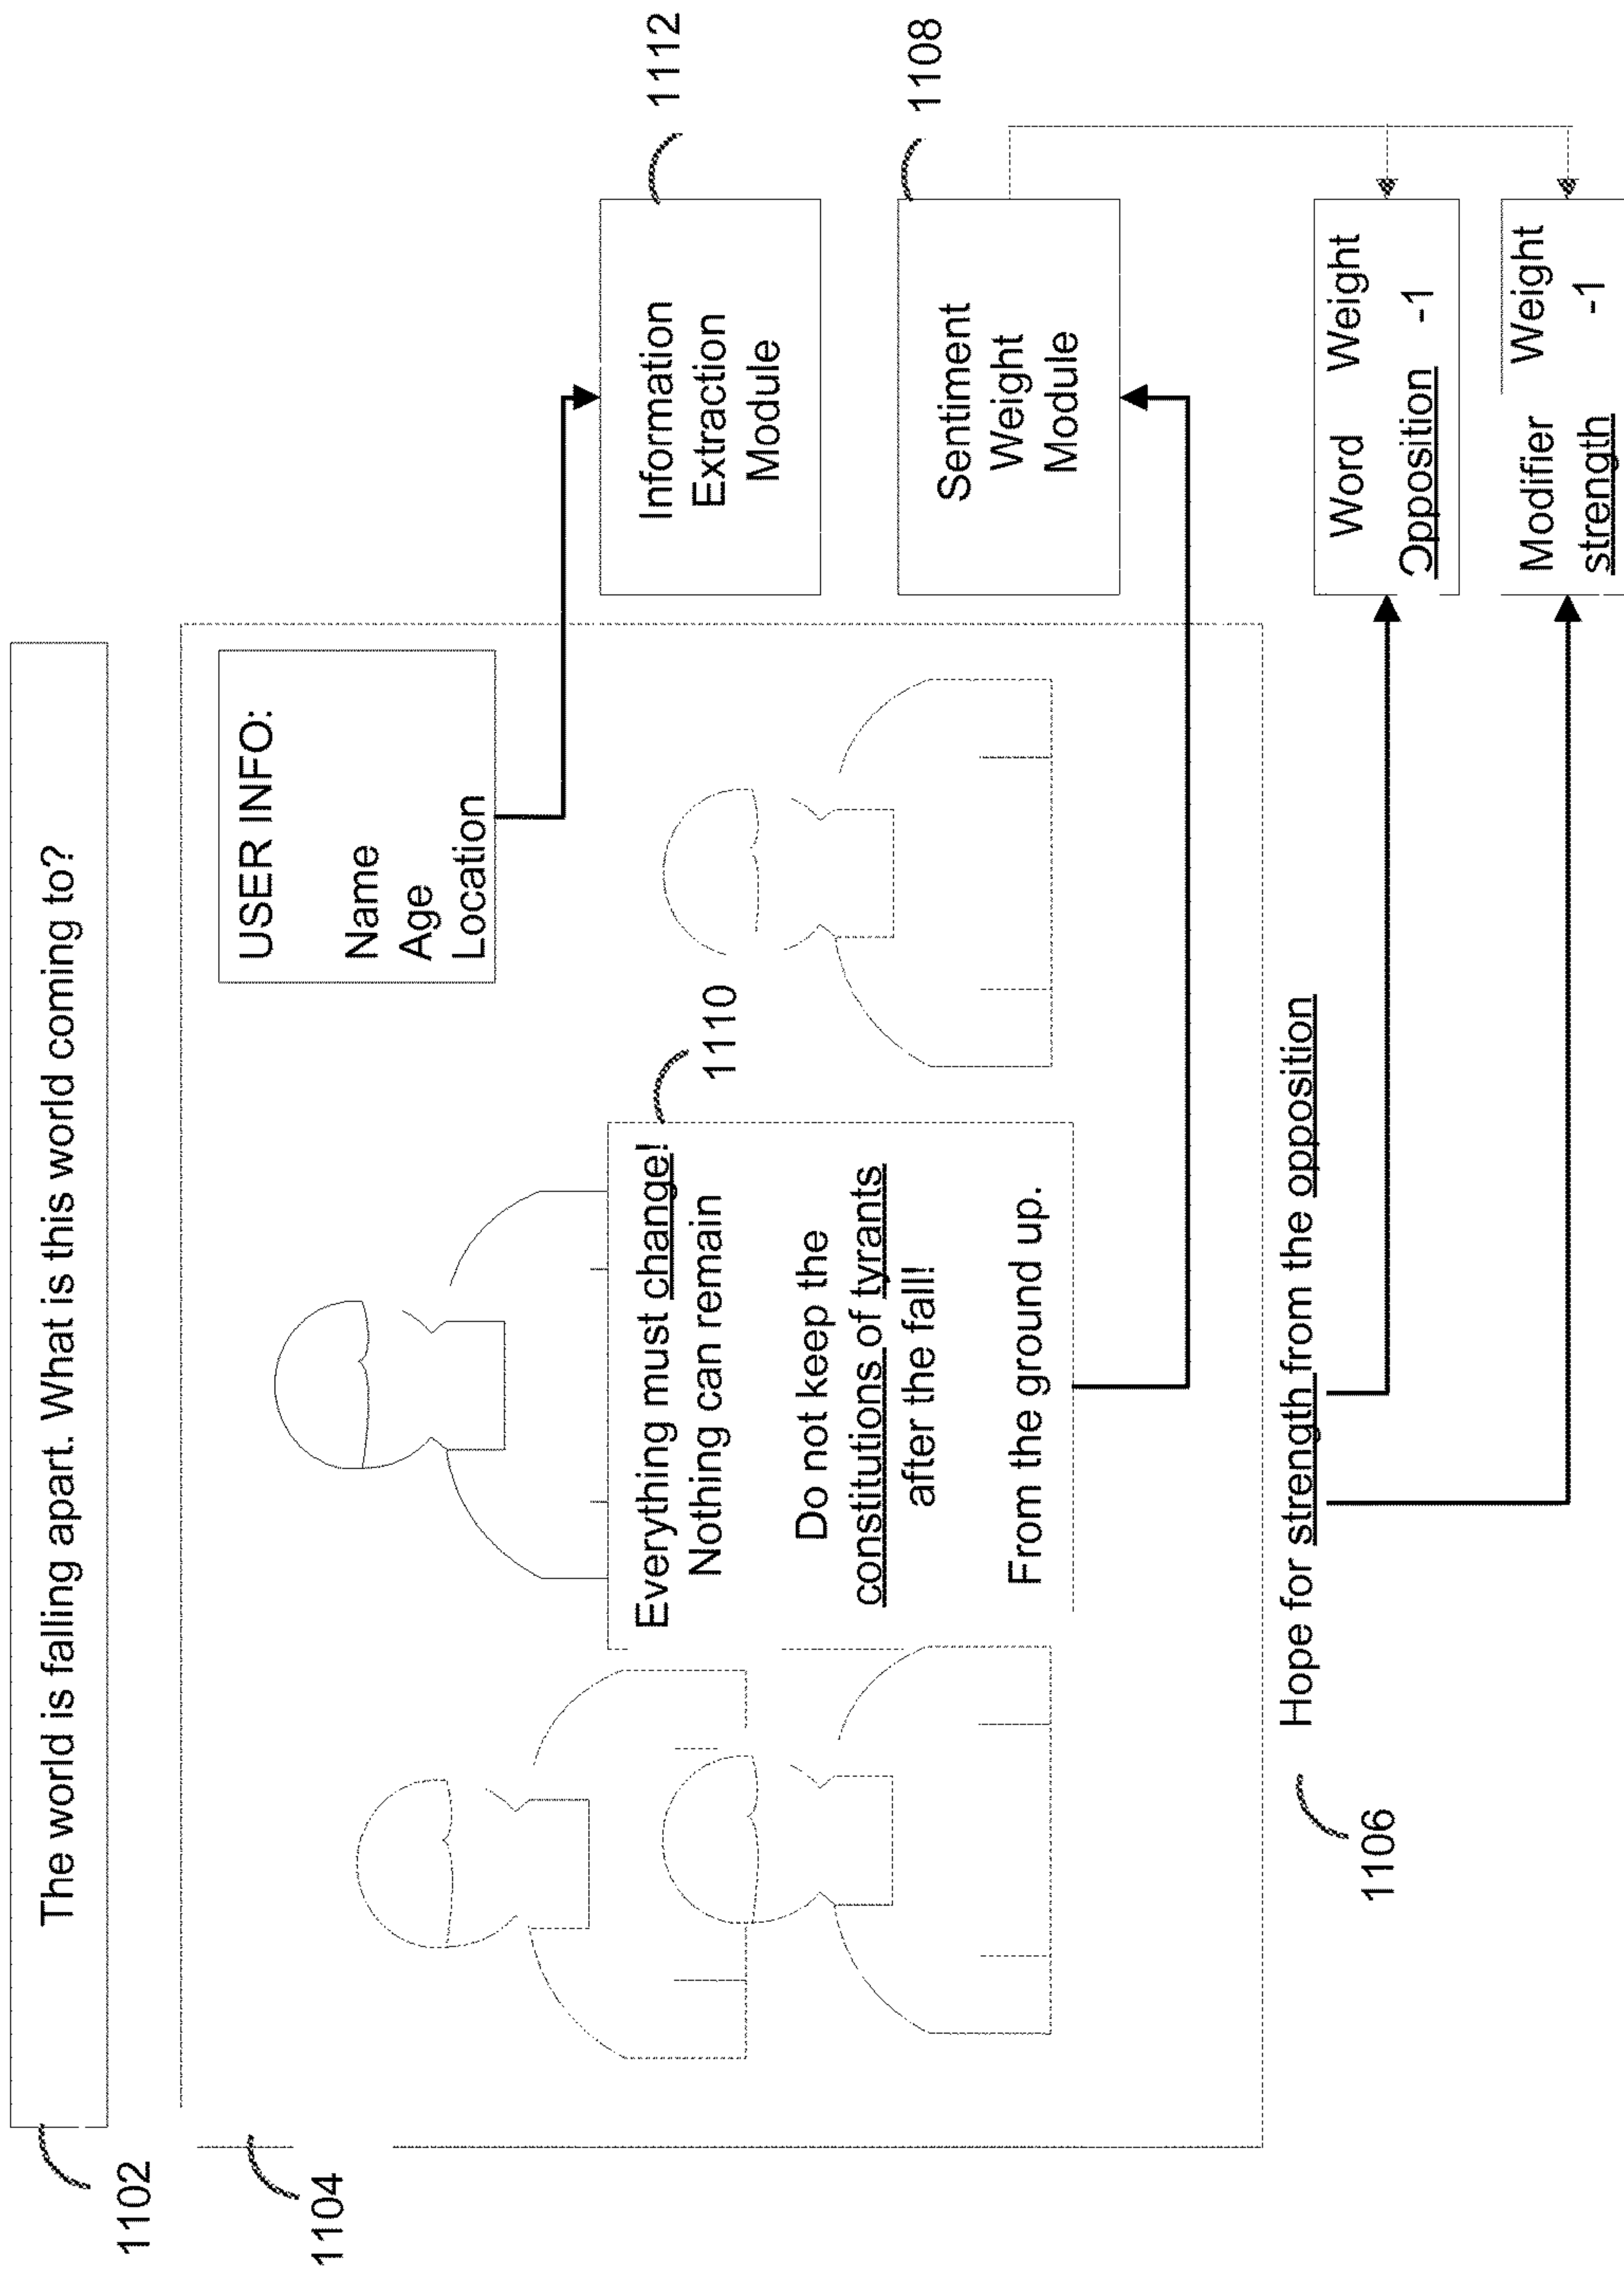 The world is falling apart. What is this world coming to?
1102
1104
USER INFO:
Name
Age
Location
1112
Information
Extraction
Module
1110
Everything must change!
Nothing can remain
Do not keep the
constitutions of tyrants
after the fall!
From the ground up.
1108
Sentiment
Weight
Module
1106
Hope for strength from the opposition
Word Weight
Opposition -1
Modifier Weight
strength -1